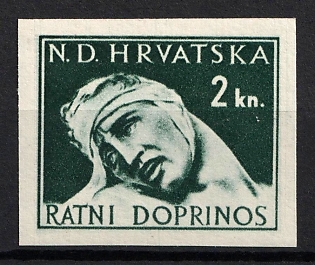 N.D. HRVATSKA
2 kn.
RATNI DOPRINOS